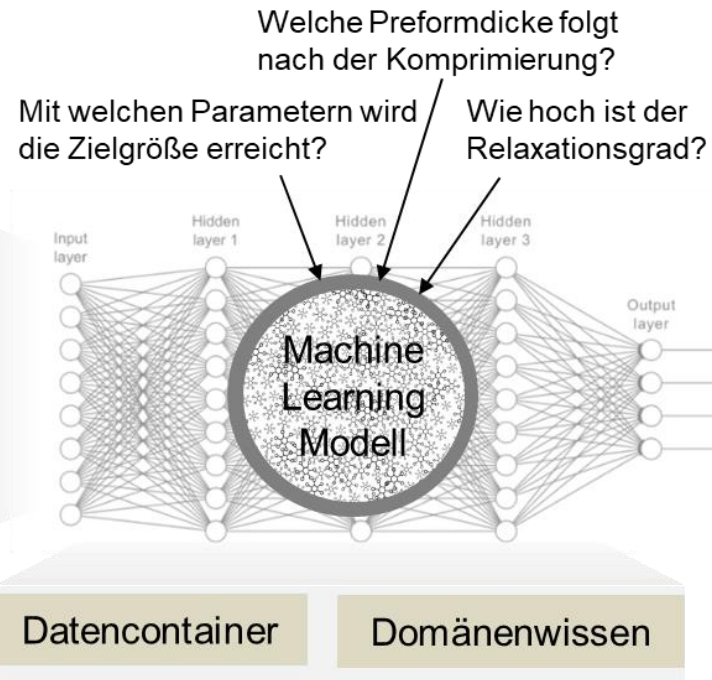 Welche Preformdicke folgt
nach der Komprimierung?
Mit welchen Parametern wird
die Zielgröße erreicht?
Wie hoch ist der
Relaxationsgrad?
Input
layer
Hidden
layer 1
Hidden
layer 2
Hidden
layer 3
Output
layer
Machine
Learning
Modell
Datencontainer
Domänenwissen